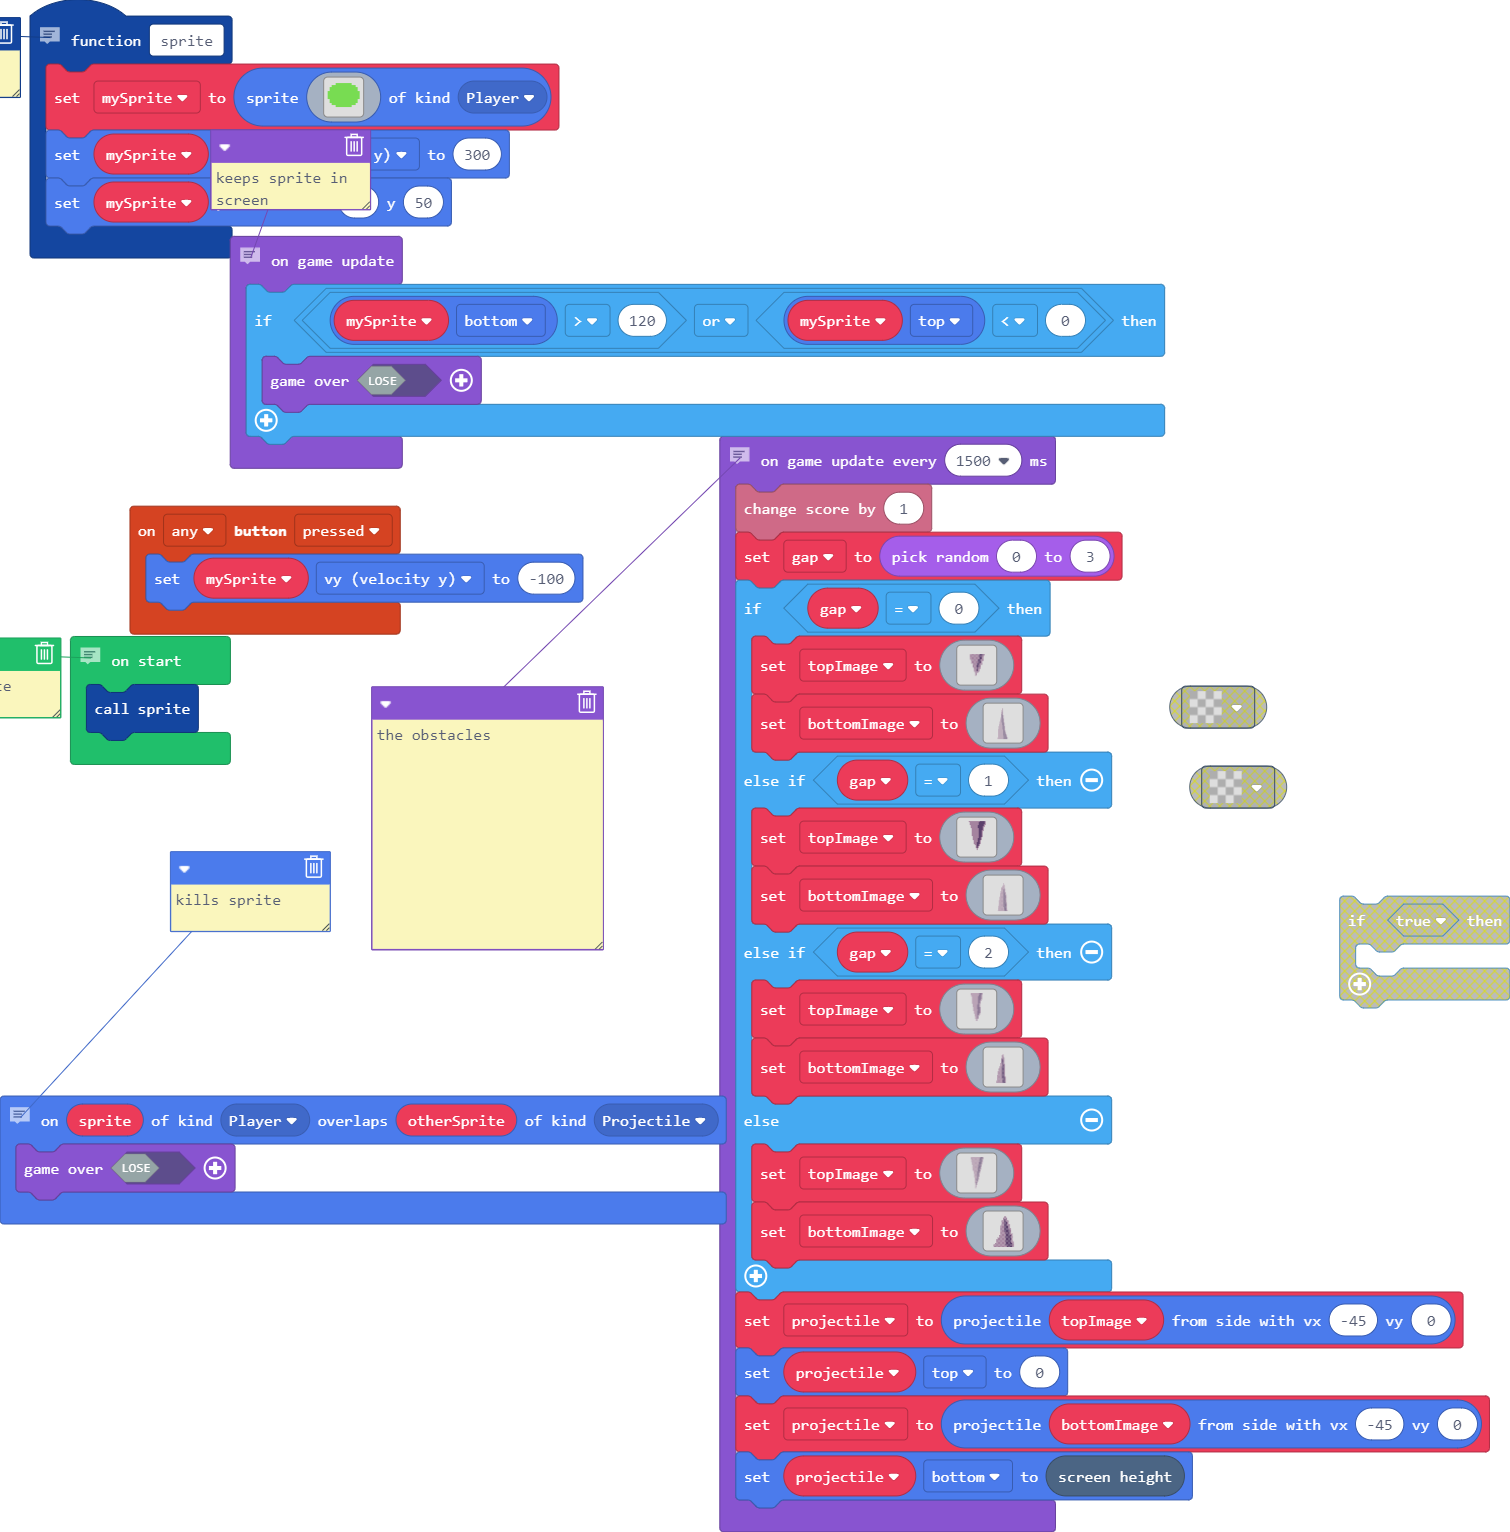 function sprite
set mySprite to sprite of kind Player
set mySprite y) to 300
keeps sprite in
screen
set mySprite y 50
on game update
if mySprite bottom > 120 or mySprite top < 0 then
game over LOSE
on game update every 1500 ms
change score by 1
set gap to pick random 0 to 3
if gap = 0 then
set topImage to
set bottomImage to
else if gap = 1 then
set topImage to
set bottomImage to
else if gap = 2 then
set topImage to
set bottomImage to
else
set topImage to
set bottomImage to
set projectile to projectile topImage from side with vx -45 vy 0
set projectile top to 0
set projectile to projectile bottomImage from side with vx -45 vy 0
set projectile bottom to screen height
on any button pressed
set mySprite vy (velocity y) to -100
on start
call sprite
the obstacles
kills sprite
on sprite of kind Player overlaps otherSprite of kind Projectile
game over LOSE
if true then